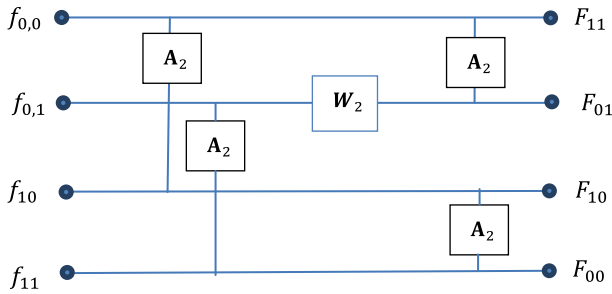 f₀,₀ F₁₁
A₂ A₂
f₀,₁ W₂ F₀₁
A₂
f₁₀ F₁₀
A₂
f₁₁ F₀₀